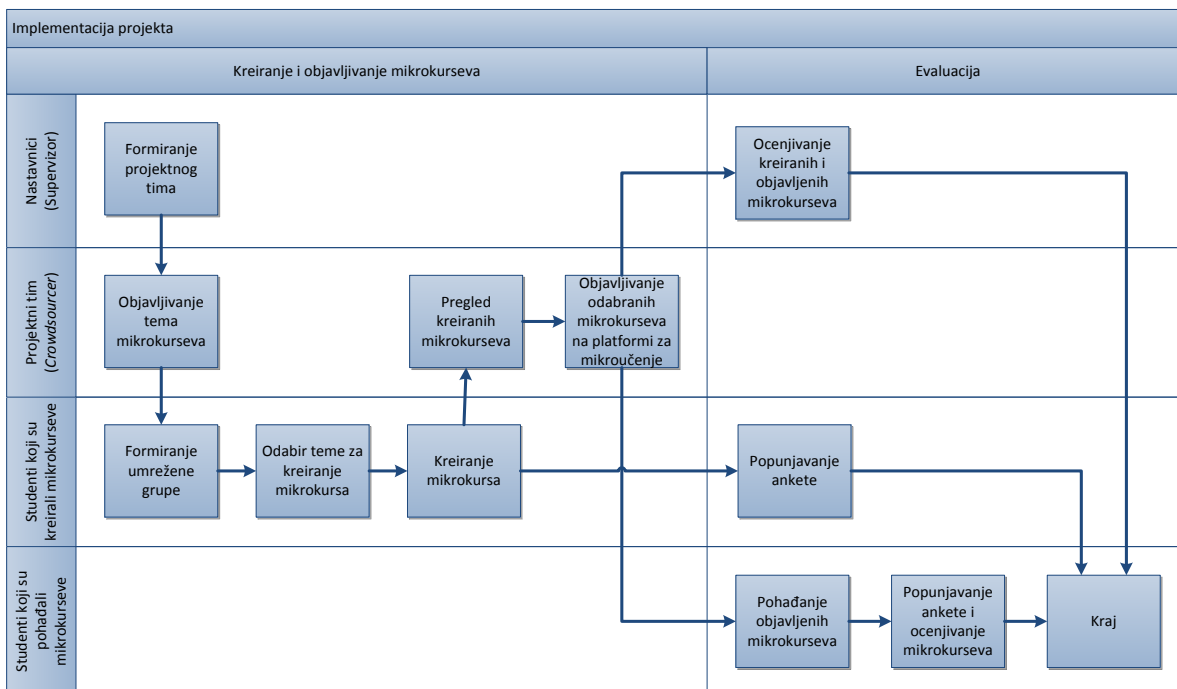 Implementacija projekta
Kreiranje i objavljivanje mikrokurseva
Evaluacija
Nastavnici
(Supervizor)
Formiranje
projektnog
tima
Ocenjivanje
kreiranih i
objavljenih
mikrokurseva
Projektni tim
(Crowdsourcer)
Objavljivanje
tema
mikrokurseva
Pregled
kreiranih
mikrokurseva
Objavljivanje
odabranih
mikrokurseva
na platformi za
mikroučenje
Studenti koji su
kreirali mikrokurseve
Formiranje
umrežene
grupe
Odabir teme za
kreiranje
mikrokursa
Kreiranje
mikrokursa
Popunjavanje
ankete
Studenti koji su
pohađali
mikrokurseve
Pohađanje
objavljenih
mikrokurseva
Popunjavanje
ankete i
ocenjivanje
mikrokurseva
Kraj